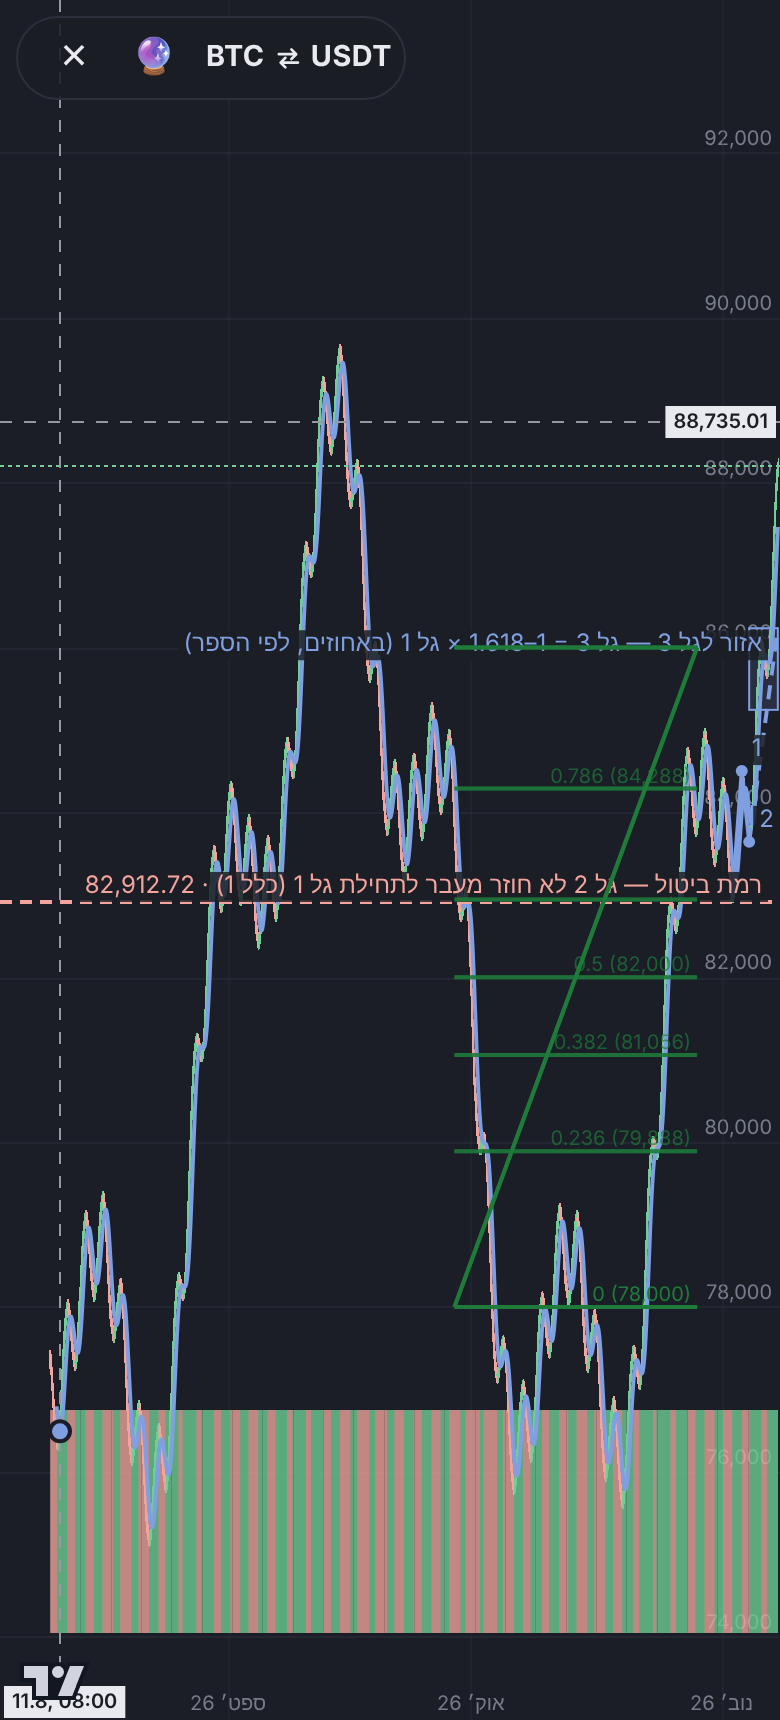 BTC ⇄ USDT
92,000
90,000
88,735.01
88,000
אזור לגל 3 — גל 3 = 1–1.618 × גל 1 (באחוזים, לפי הספר)
1
0.786 (84,288)
2
רמת ביטול — גל 2 לא חוזר מעבר לתחילת גל 1 (כלל 1) · 82,912.72
82,000
0.5 (82,000)
0.382 (81,056)
80,000
0.236 (79,888)
78,000
0 (78,000)
76,000
74,000
11.8, 08:00
ספט׳ 26
אוק׳ 26
נוב׳ 26